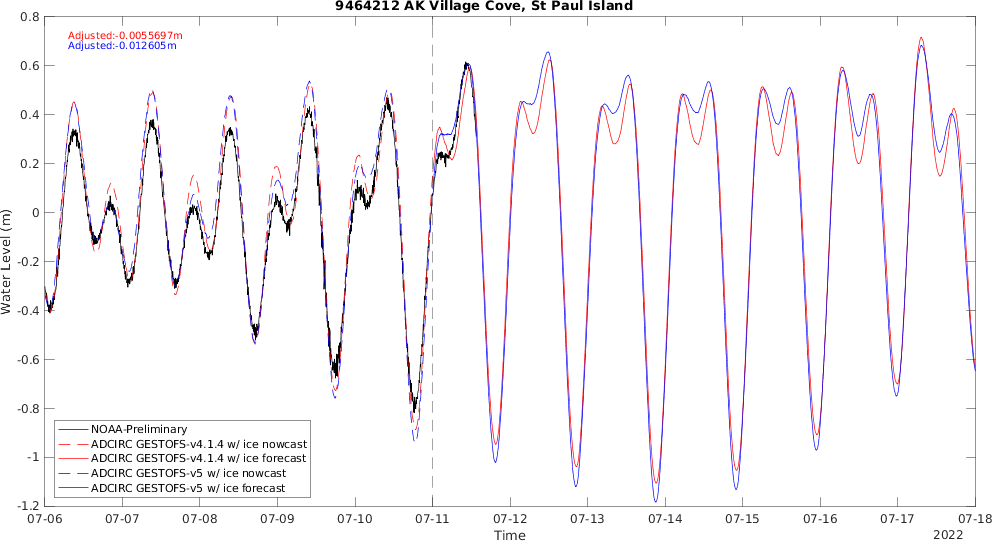 9464212 AK Village Cove, St Paul Island
Adjusted:-0.0055697m
Adjusted:-0.012605m
0.8
0.6
0.4
0.2
0
-0.2
-0.4
-0.6
-0.8
-1
-1.2
Water Level (m)
NOAA-Preliminary
ADCIRC GESTOFS-v4.1.4 w/ ice nowcast
ADCIRC GESTOFS-v4.1.4 w/ ice forecast
ADCIRC GESTOFS-v5 w/ ice nowcast
ADCIRC GESTOFS-v5 w/ ice forecast
07-06 07-07 07-08 07-09 07-10 07-11 07-12 07-13 07-14 07-15 07-16 07-17 07-18
Time
2022